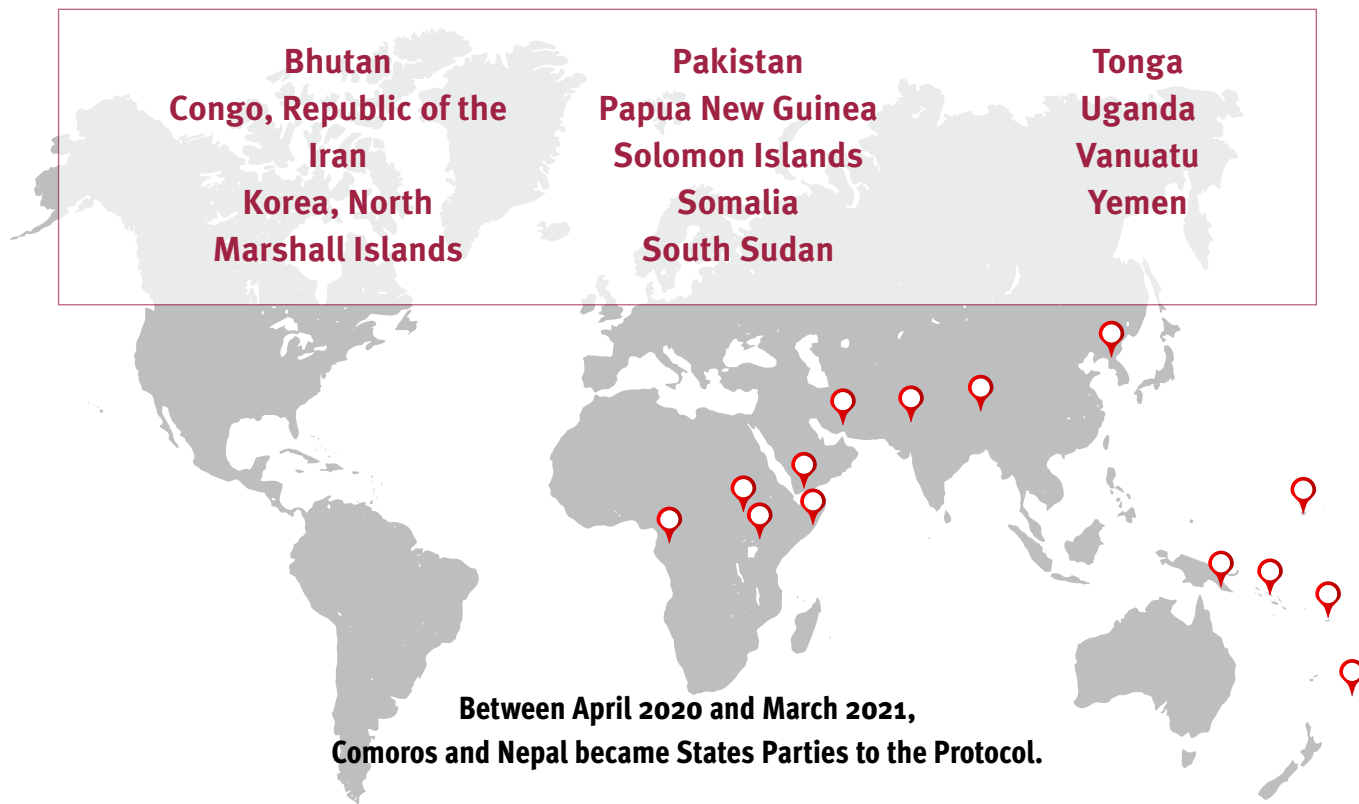 Bhutan
Congo, Republic of the
Iran
Korea, North
Marshall Islands
Pakistan
Papua New Guinea
Solomon Islands
Somalia
South Sudan
Tonga
Uganda
Vanuatu
Yemen
Between April 2020 and March 2021,
Comoros and Nepal became States Parties to the Protocol.